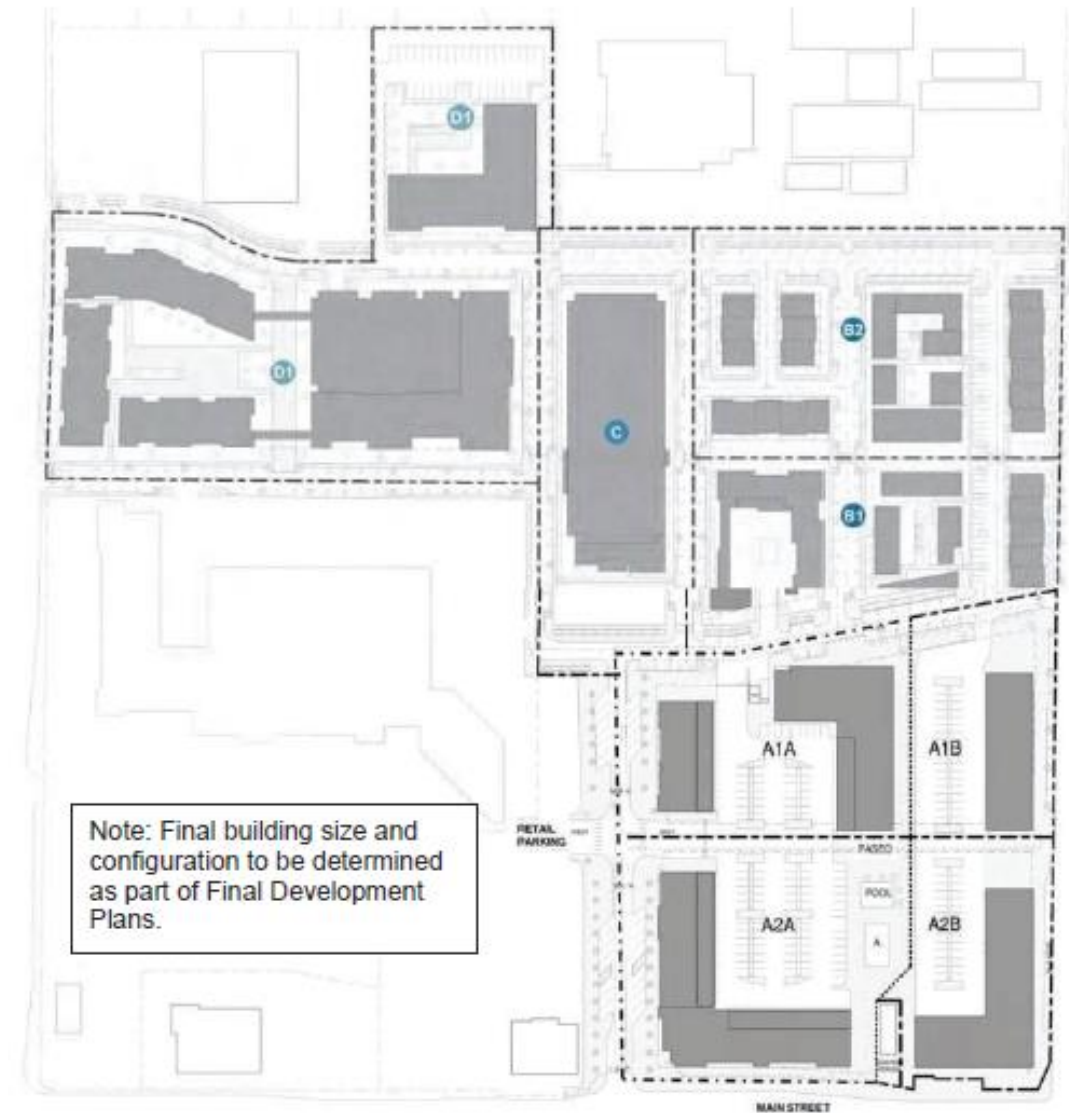 D1
B2
D1
C
B1
A1A
A1B
RETAIL
PARKING
PASEO
Note: Final building size and
configuration to be determined
as part of Final Development
Plans.
POOL
A2A
A2B
A
MAIN STREET